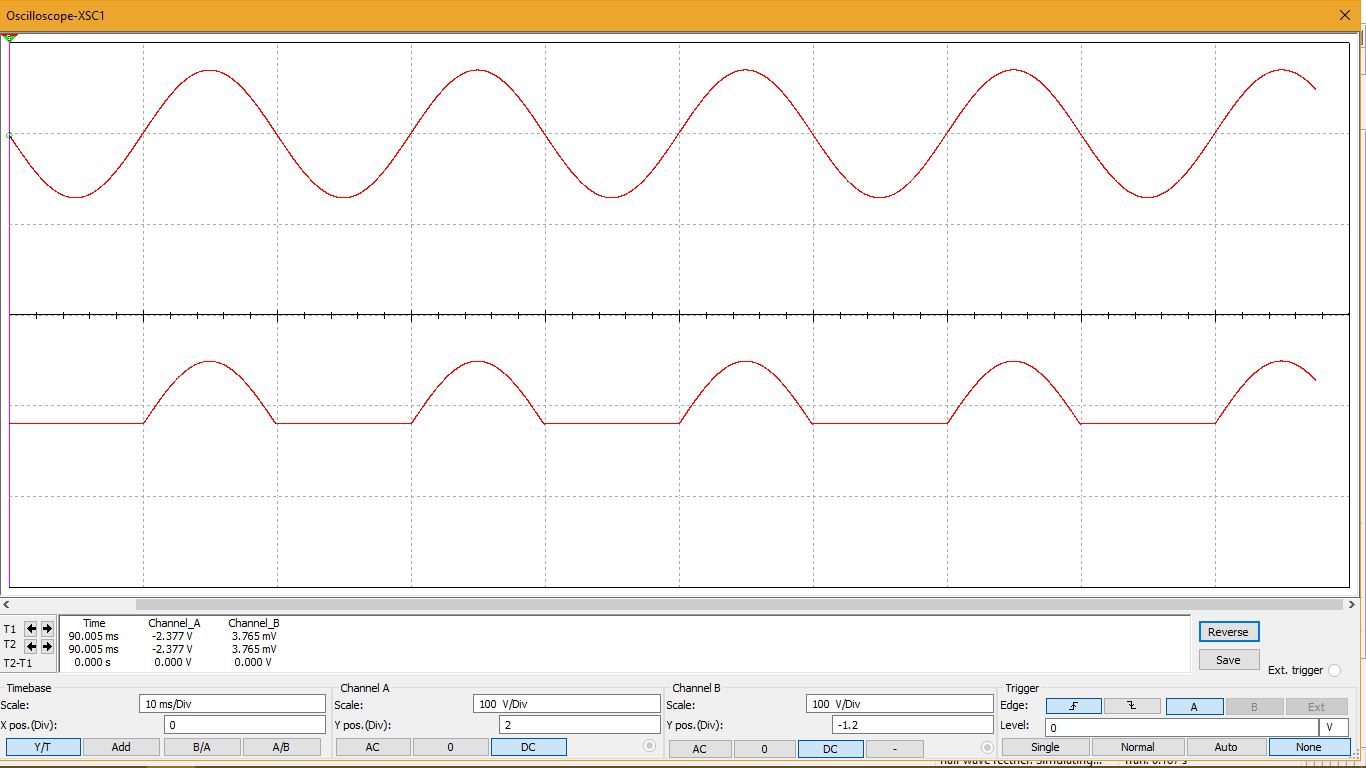 Oscilloscope-XSC1
Time Channel_A Channel_B
T1 90.005 ms -2.377 V 3.765 mV
T2 90.005 ms -2.377 V 3.765 mV
T2-T1 0.000 s 0.000 V 0.000 V
Reverse
Save
Ext. trigger
Timebase Channel A Channel B Trigger
Scale: 10 ms/Div Scale: 100 V/Div Scale: 100 V/Div Edge: A B Ext
X pos.(Div): 0 Y pos.(Div): 2 Y pos.(Div): -1.2 Level: 0 V
Y/T Add B/A A/B AC 0 DC AC 0 DC - Single Normal Auto None